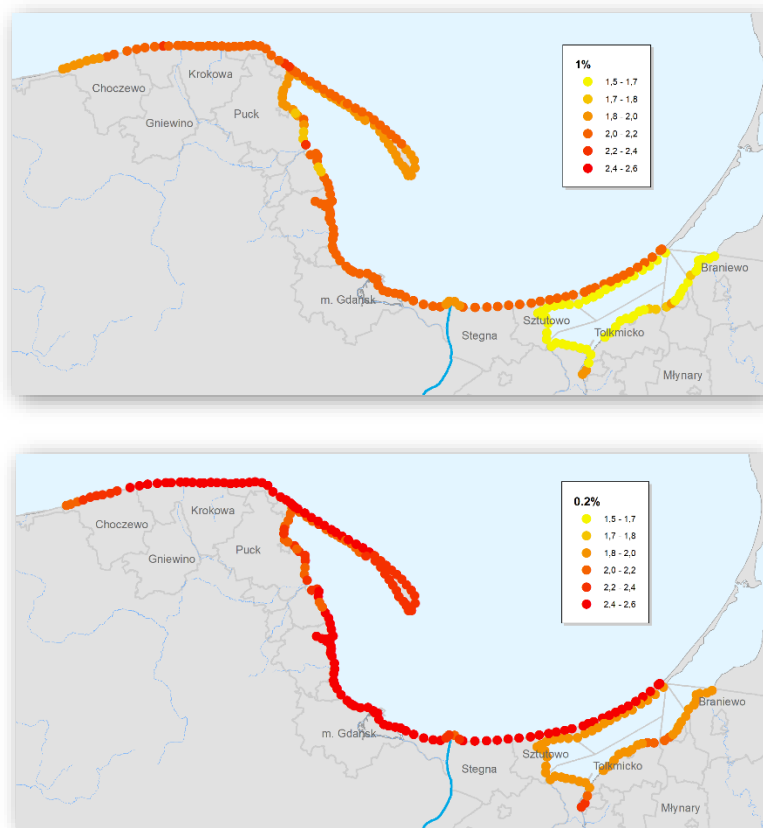 1%
1,5 - 1,7
1,7 - 1,8
1,8 - 2,0
2,0 - 2,2
2,2 - 2,4
2,4 - 2,6
Krokowa
Choczewo
Puck
Gniewino
Braniewo
m. Gdańsk
Sztutowo
Stegna
Tolkmicko
Młynary
0.2%
1,5 - 1,7
1,7 - 1,8
1,8 - 2,0
2,0 - 2,2
2,2 - 2,4
2,4 - 2,6
Krokowa
Choczewo
Puck
Gniewino
Braniewo
m. Gdańsk
Sztutowo
Stegna
Tolkmicko
Młynary